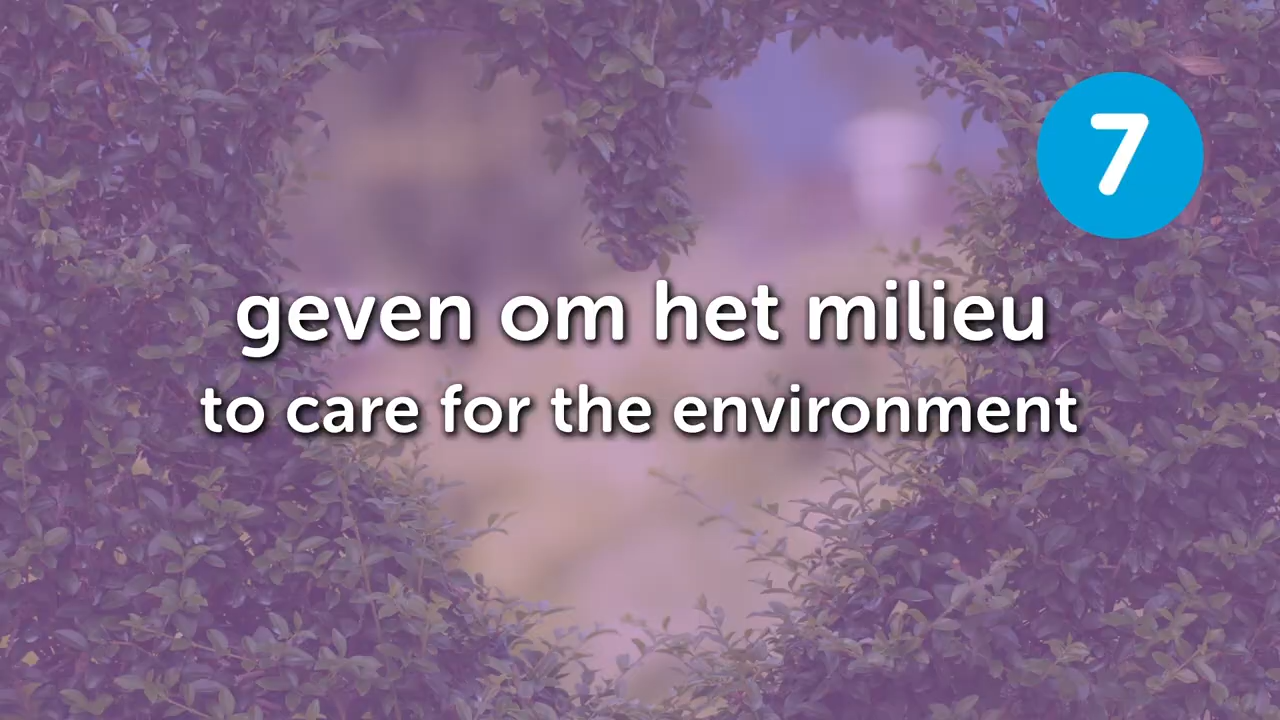 7
geven om het milieu
to care for the environment